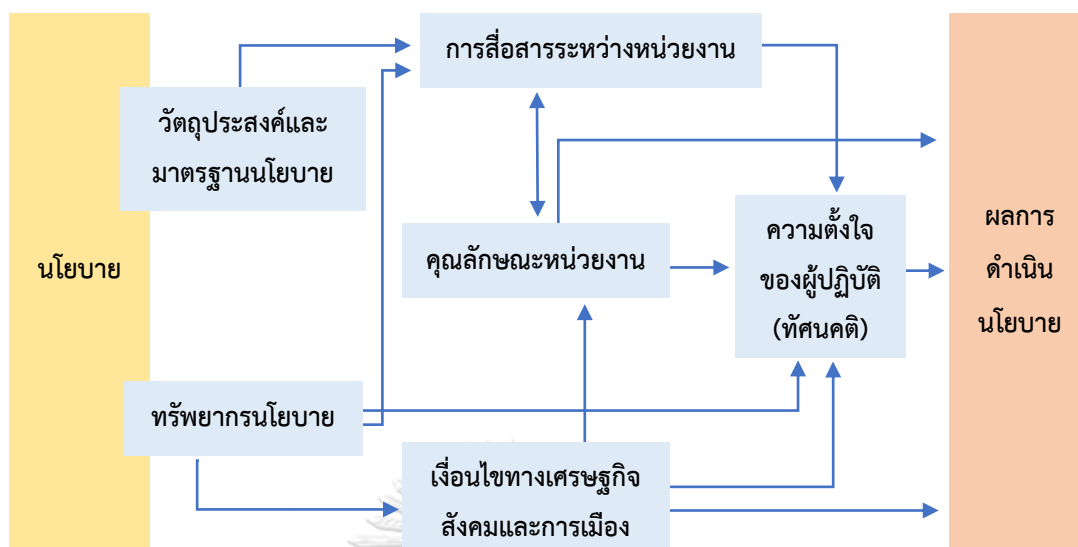 นโยบาย
วัตถุประสงค์และ
มาตรฐานนโยบาย
ทรัพยากรนโยบาย
การสื่อสารระหว่างหน่วยงาน
คุณลักษณะหน่วยงาน
เงื่อนไขทางเศรษฐกิจ
สังคมและการเมือง
ความตั้งใจ
ของผู้ปฏิบัติ
(ทัศนคติ)
ผลการ
ดำเนิน
นโยบาย